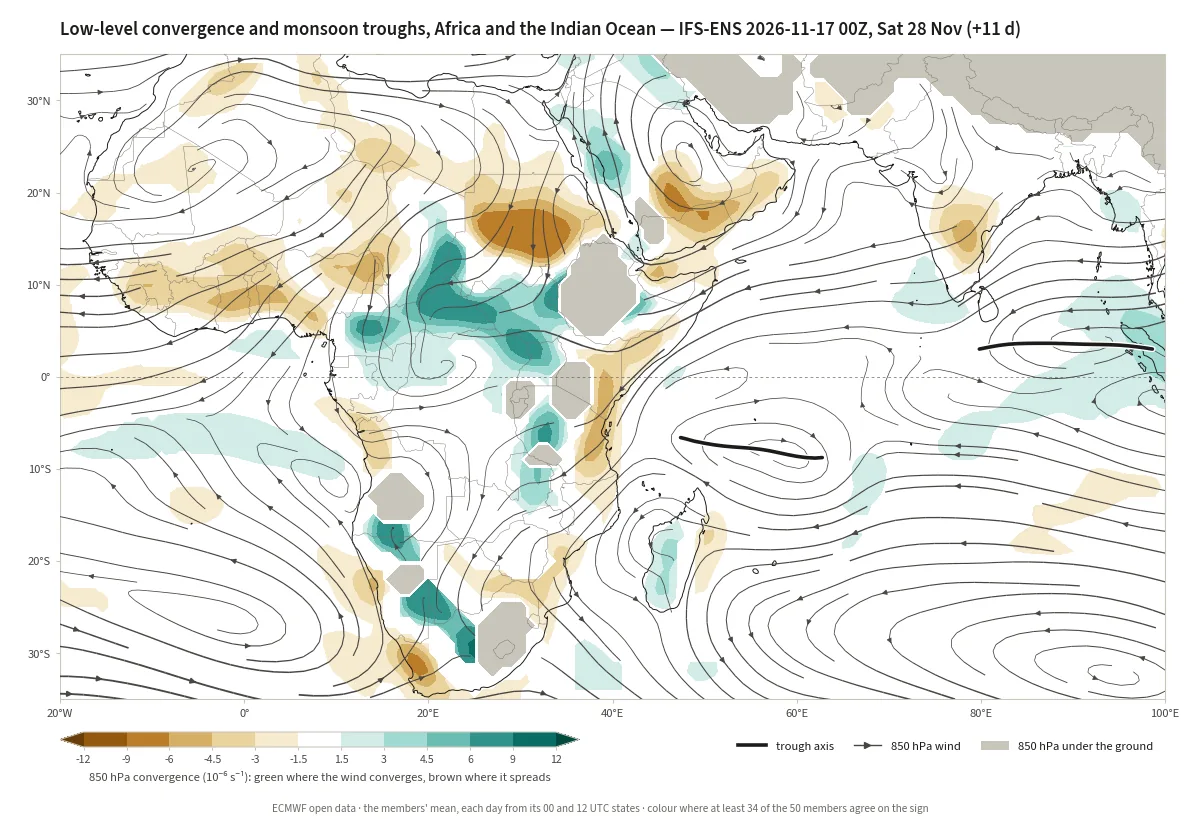 Low-level convergence and monsoon troughs, Africa and the Indian Ocean — IFS-ENS 2026-11-17 00Z, Sat 28 Nov (+11 d)
30°N
20°N
10°N
0°
10°S
20°S
30°S
20°W 0° 20°E 40°E 60°E 80°E 100°E
-12 -9 -6 -4.5 -3 -1.5 1.5 3 4.5 6 9 12
850 hPa convergence (10⁻⁶ s⁻¹): green where the wind converges, brown where it spreads
trough axis 850 hPa wind 850 hPa under the ground
ECMWF open data · the members' mean, each day from its 00 and 12 UTC states · colour where at least 34 of the 50 members agree on the sign